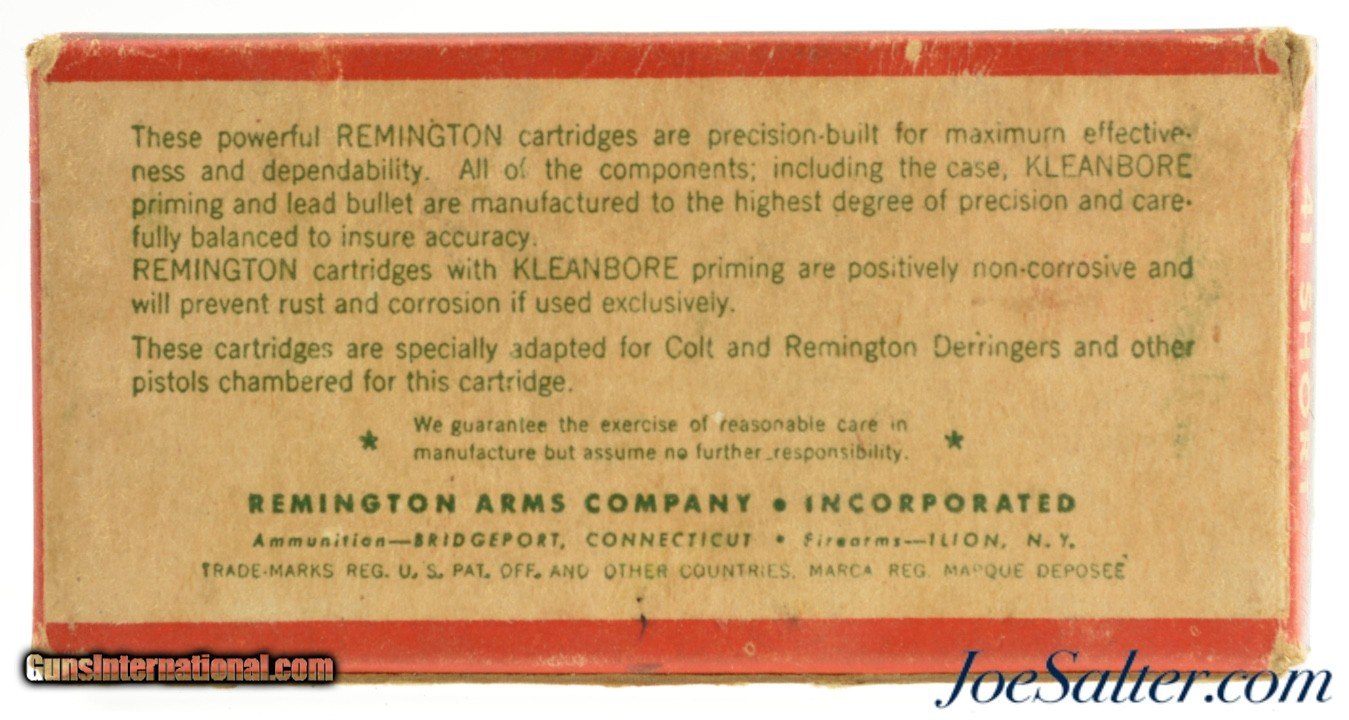 These powerful REMINGTON cartridges are precision-built for maximum effective-
ness and dependability. All of the components; including the case, KLEANBORE
priming and lead bullet are manufactured to the highest degree of precision and care-
fully balanced to insure accuracy.
REMINGTON cartridges with KLEANBORE priming are positively non-corrosive and
will prevent rust and corrosion if used exclusively.
These cartridges are specially adapted for Colt and Remington Derringers and other
pistols chambered for this cartridge.
We guarantee the exercise of reasonable care in
manufacture but assume no further responsibility.
REMINGTON ARMS COMPANY • INCORPORATED
Ammunition—BRIDGEPORT, CONNECTICUT • Firearms—ILION, N. Y.
TRADE-MARKS REG. U. S. PAT. OFF. AND OTHER COUNTRIES, MARCA REG. MARQUE DEPOSEÉ
41 SHORT
GunsInternational.com
JoeSalter.com